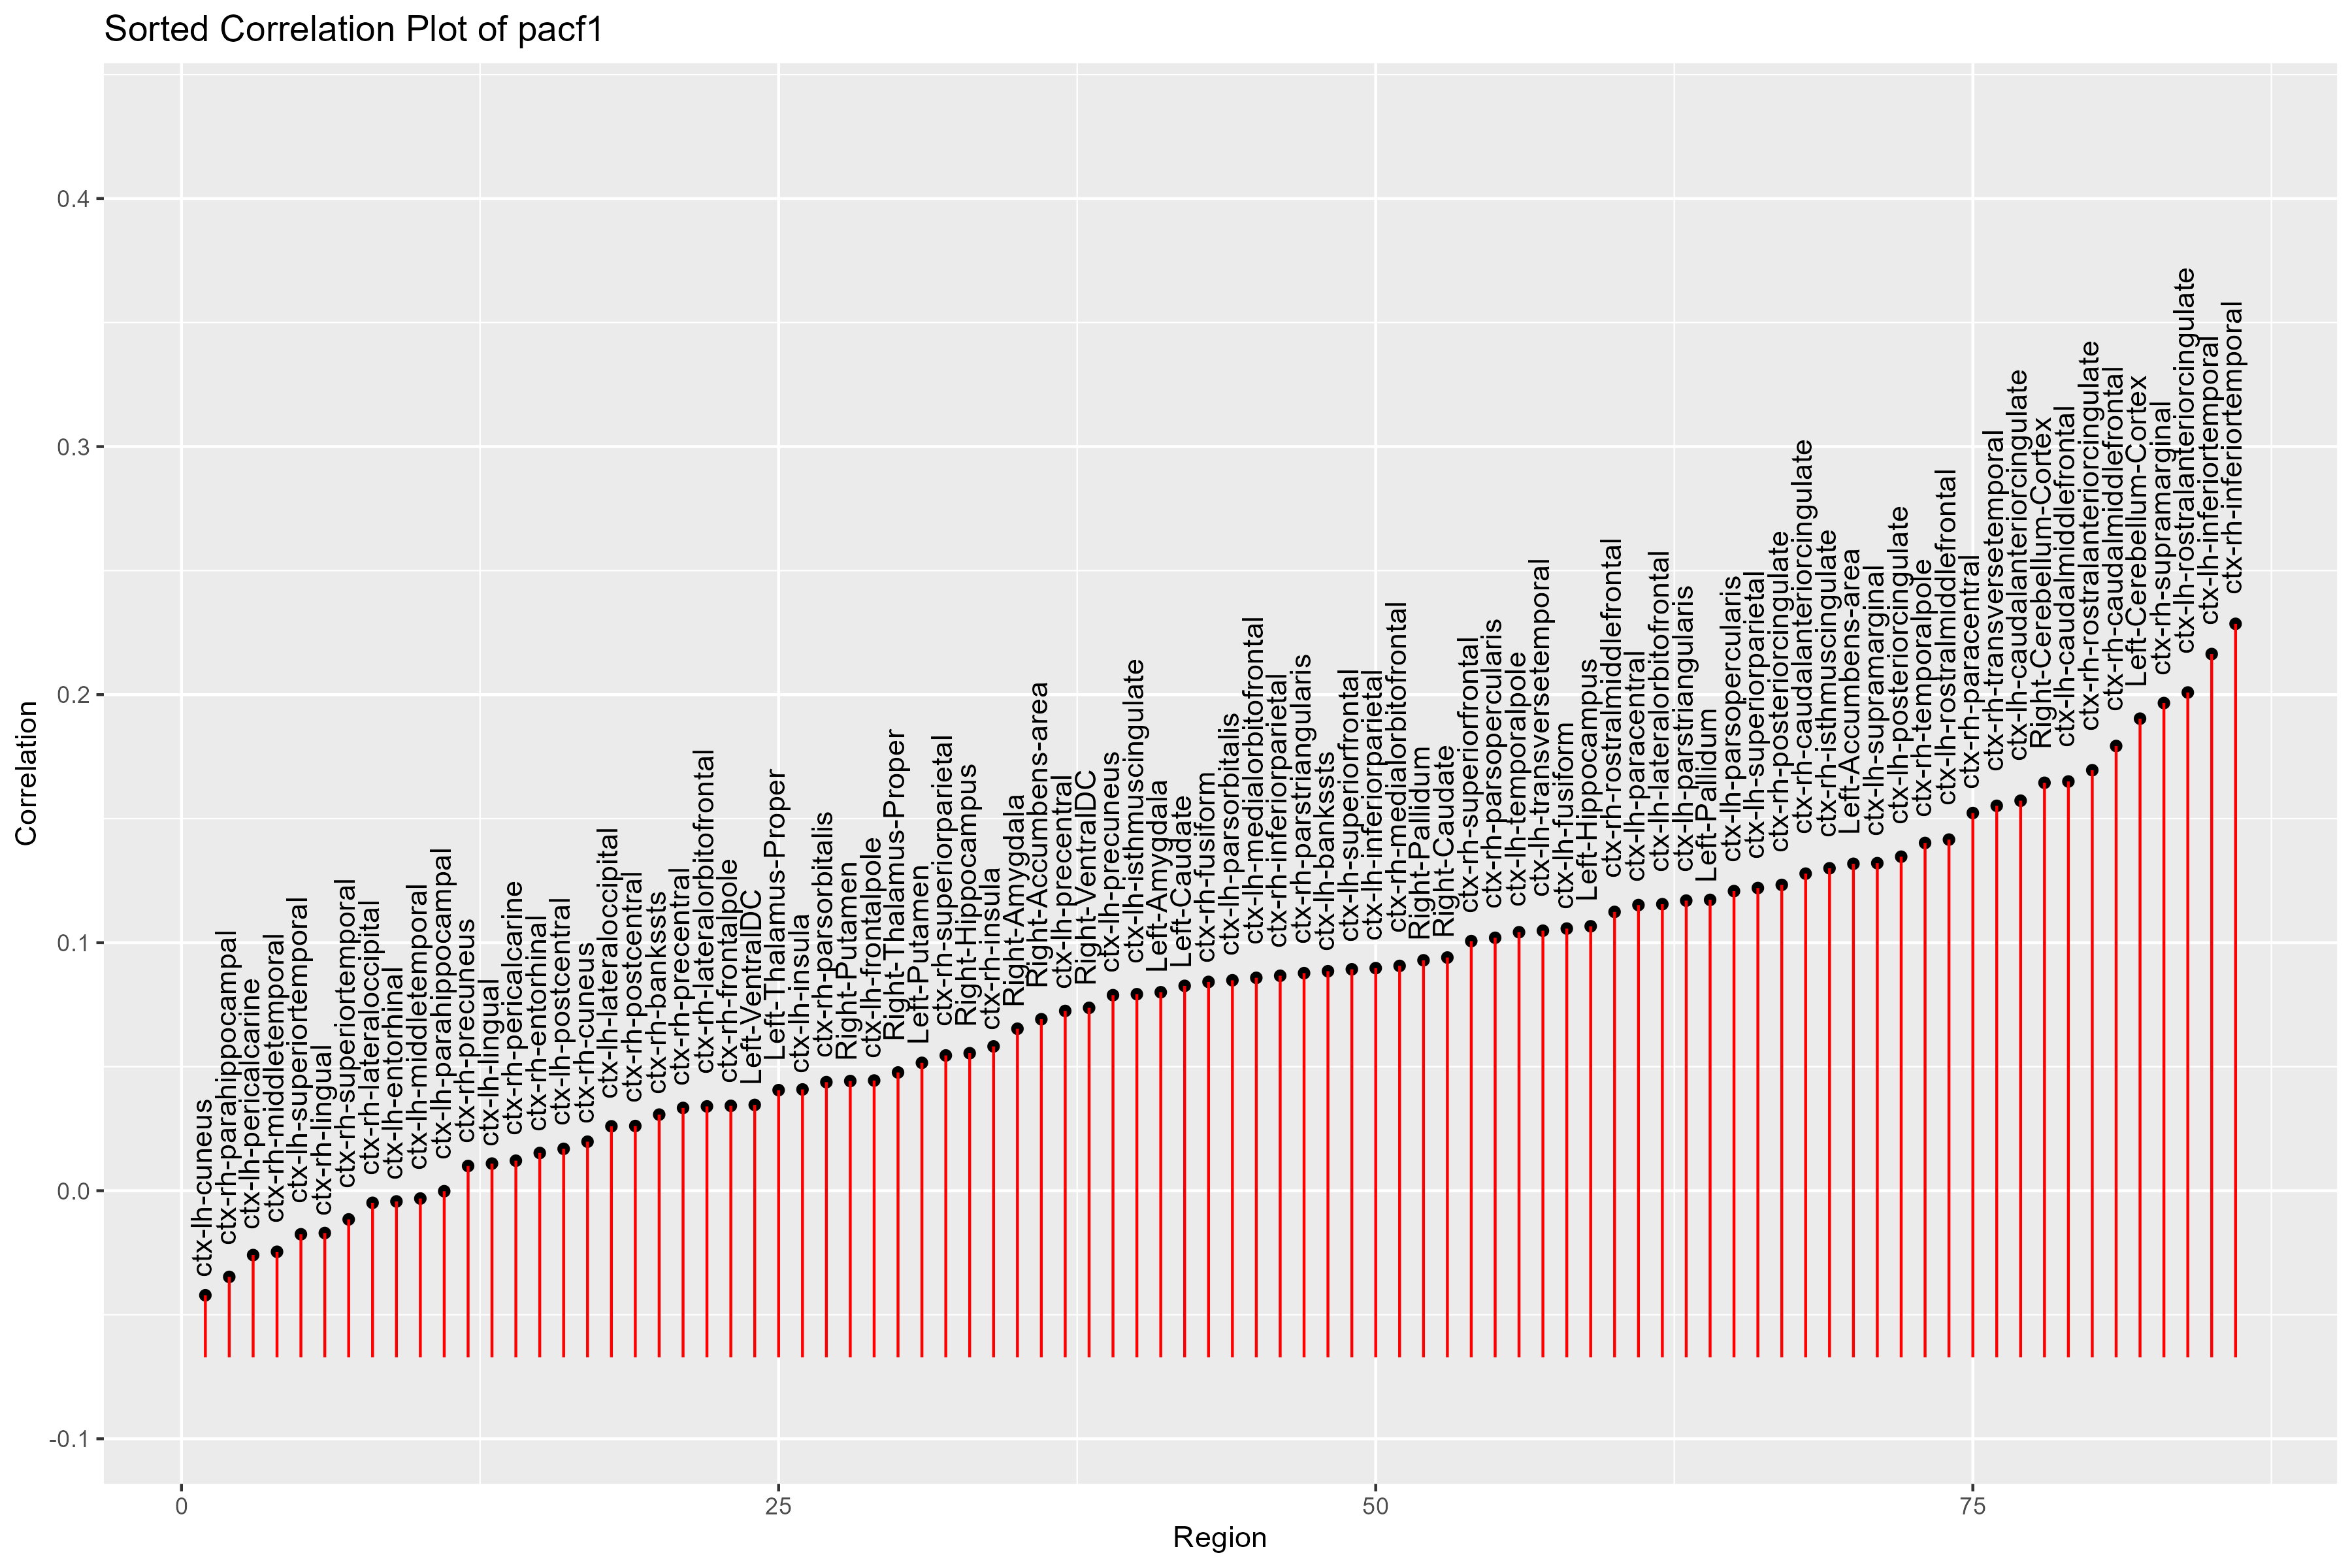 Sorted Correlation Plot of pacf1
Correlation
0.4
0.3
0.2
0.1
0.0
-0.1
ctx-lh-cuneus
ctx-rh-parahippocampal
ctx-lh-pericalcarine
ctx-rh-middletemporal
ctx-lh-superiortemporal
ctx-rh-lingual
ctx-rh-superiortemporal
ctx-rh-lateraloccipital
ctx-lh-entorhinal
ctx-lh-middletemporal
ctx-lh-parahippocampal
ctx-rh-precuneus
ctx-lh-lingual
ctx-rh-pericalcarine
ctx-rh-entorhinal
ctx-lh-postcentral
ctx-rh-cuneus
ctx-lh-lateraloccipital
ctx-rh-postcentral
ctx-rh-bankssts
ctx-rh-precentral
ctx-rh-lateralorbitofrontal
ctx-rh-frontalpole
Left-VentralDC
Left-Thalamus-Proper
ctx-lh-insula
ctx-rh-parsorbitalis
Right-Putamen
ctx-lh-frontalpole
Right-Thalamus-Proper
Left-Putamen
ctx-rh-superiorparietal
Right-Hippocampus
ctx-rh-insula
Right-Amygdala
Right-Accumbens-area
ctx-lh-precentral
Right-VentralDC
ctx-lh-precuneus
ctx-lh-isthmuscingulate
Left-Amygdala
Left-Caudate
ctx-rh-fusiform
ctx-lh-parsorbitalis
ctx-lh-medialorbitofrontal
ctx-rh-inferiorparietal
ctx-rh-parstriangularis
ctx-lh-bankssts
ctx-lh-superiorfrontal
ctx-lh-inferiorparietal
ctx-rh-medialorbitofrontal
Right-Pallidum
Right-Caudate
ctx-rh-superiorfrontal
ctx-rh-parsopercularis
ctx-lh-temporalpole
ctx-lh-transversetemporal
ctx-lh-fusiform
Left-Hippocampus
ctx-rh-rostralmiddlefrontal
ctx-lh-paracentral
ctx-lh-lateralorbitofrontal
ctx-lh-parstriangularis
Left-Pallidum
ctx-lh-parsopercularis
ctx-lh-superiorparietal
ctx-rh-posteriorcingulate
ctx-rh-caudalanteriorcingulate
ctx-rh-isthmuscingulate
Left-Accumbens-area
ctx-lh-supramarginal
ctx-lh-posteriorcingulate
ctx-rh-temporalpole
ctx-lh-rostralmiddlefrontal
ctx-rh-paracentral
ctx-rh-transversetemporal
ctx-lh-caudalanteriorcingulate
Right-Cerebellum-Cortex
ctx-lh-caudalmiddlefrontal
ctx-rh-rostralanteriorcingulate
ctx-rh-caudalmiddlefrontal
Left-Cerebellum-Cortex
ctx-rh-supramarginal
ctx-lh-rostralanteriorcingulate
ctx-lh-inferiortemporal
ctx-rh-inferiortemporal
0
25
50
75
Region